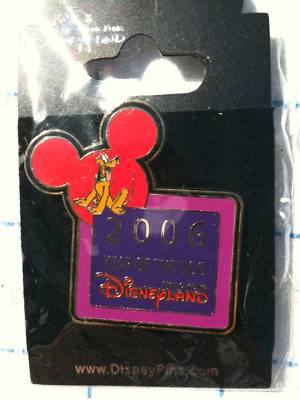 2006
YEAR OF THE DOG
DISNEYLAND
www.DisneyPins.com